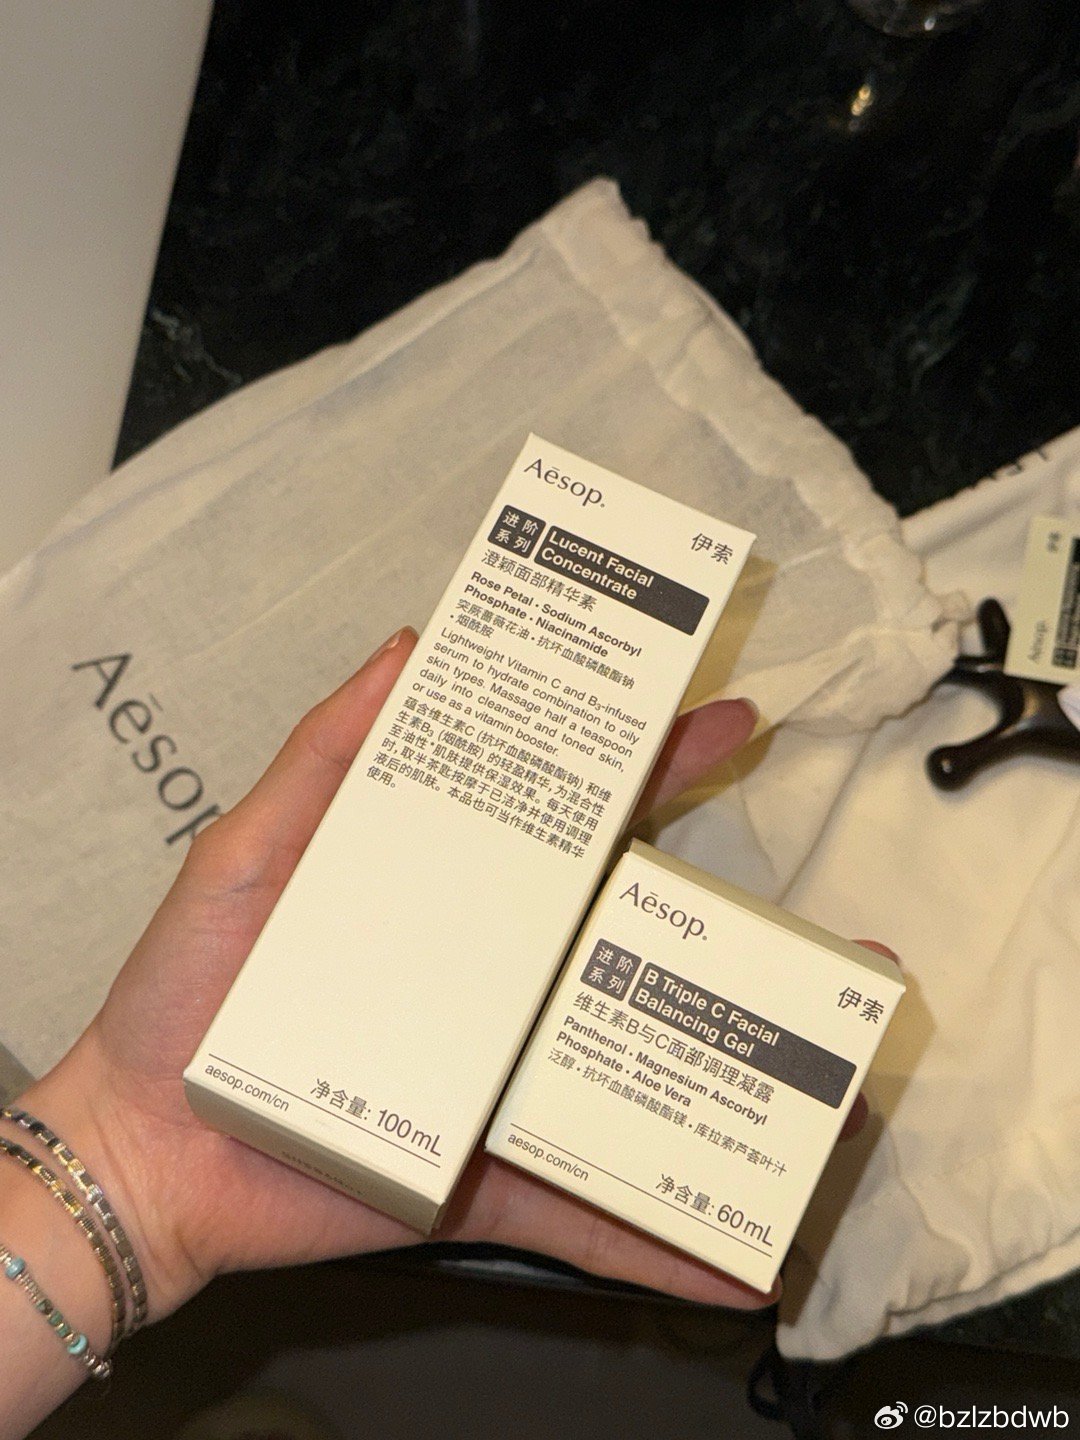 Aēsop.
伊索
进阶
系列
Lucent Facial
Concentrate
澄颖面部精华素
Rose Petal • Sodium Ascorbyl
Phosphate • Niacinamide
突厥蔷薇花油 • 抗坏血酸磷酸酯钠
• 烟酰胺
Lightweight Vitamin C and B₃-infused
serum to hydrate combination to oily
skin types. Massage half a teaspoon
daily into cleansed and toned skin,
or use as a vitamin booster.
蕴含维生素C (抗坏血酸磷酸酯钠) 和维
生素B₃ (烟酰胺) 的轻盈精华，为混合性
至油性*肌肤提供保湿效果。每天使用
时，取半茶匙按摩于已洁净并使用调理
液后的肌肤。本品也可当作维生素精华
使用。
净含量: 100mL
aesop.com/cn
Aēsop.
伊索
进阶
系列
B Triple C Facial
Balancing Gel
维生素B与C面部调理凝露
Panthenol • Magnesium Ascorbyl
Phosphate • Aloe Vera
泛醇 • 抗坏血酸磷酸酯镁 • 库拉索芦荟叶汁
净含量: 60mL
aesop.com/cn
Aēsop
Aēsop.
@bzlzbdwb